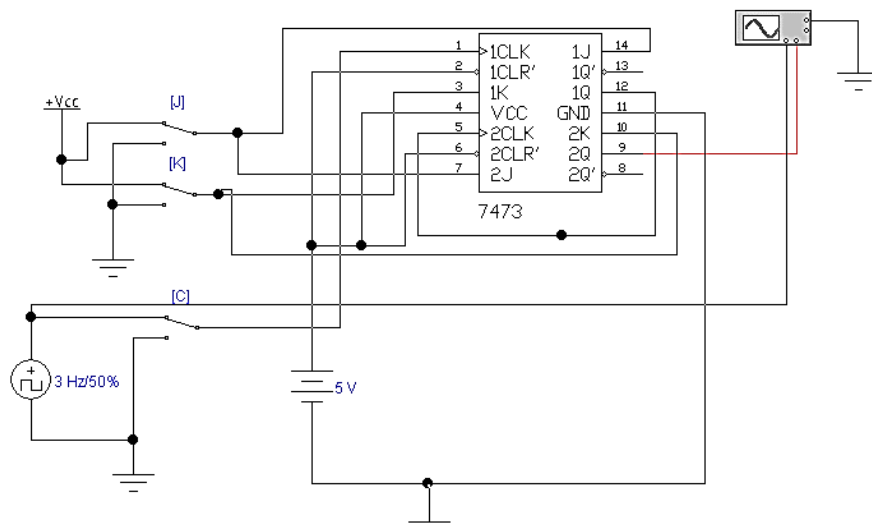 1 1CLK 1J 14
2 1CLR' 1Q' 13
3 1K 1Q 12
4 VCC GND 11
5 2CLK 2K 10
6 2CLR' 2Q 9
7 2J 2Q' 8
7473
+Vcc
[J]
[K]
[C]
3 Hz/50%
5 V